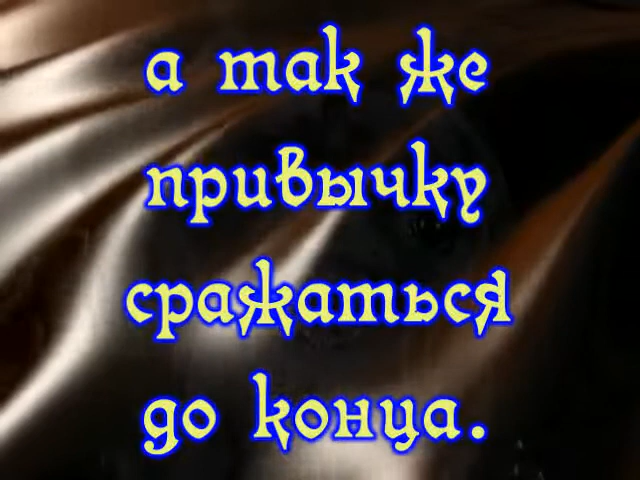 а так же
привычку
сражаться
до конца.